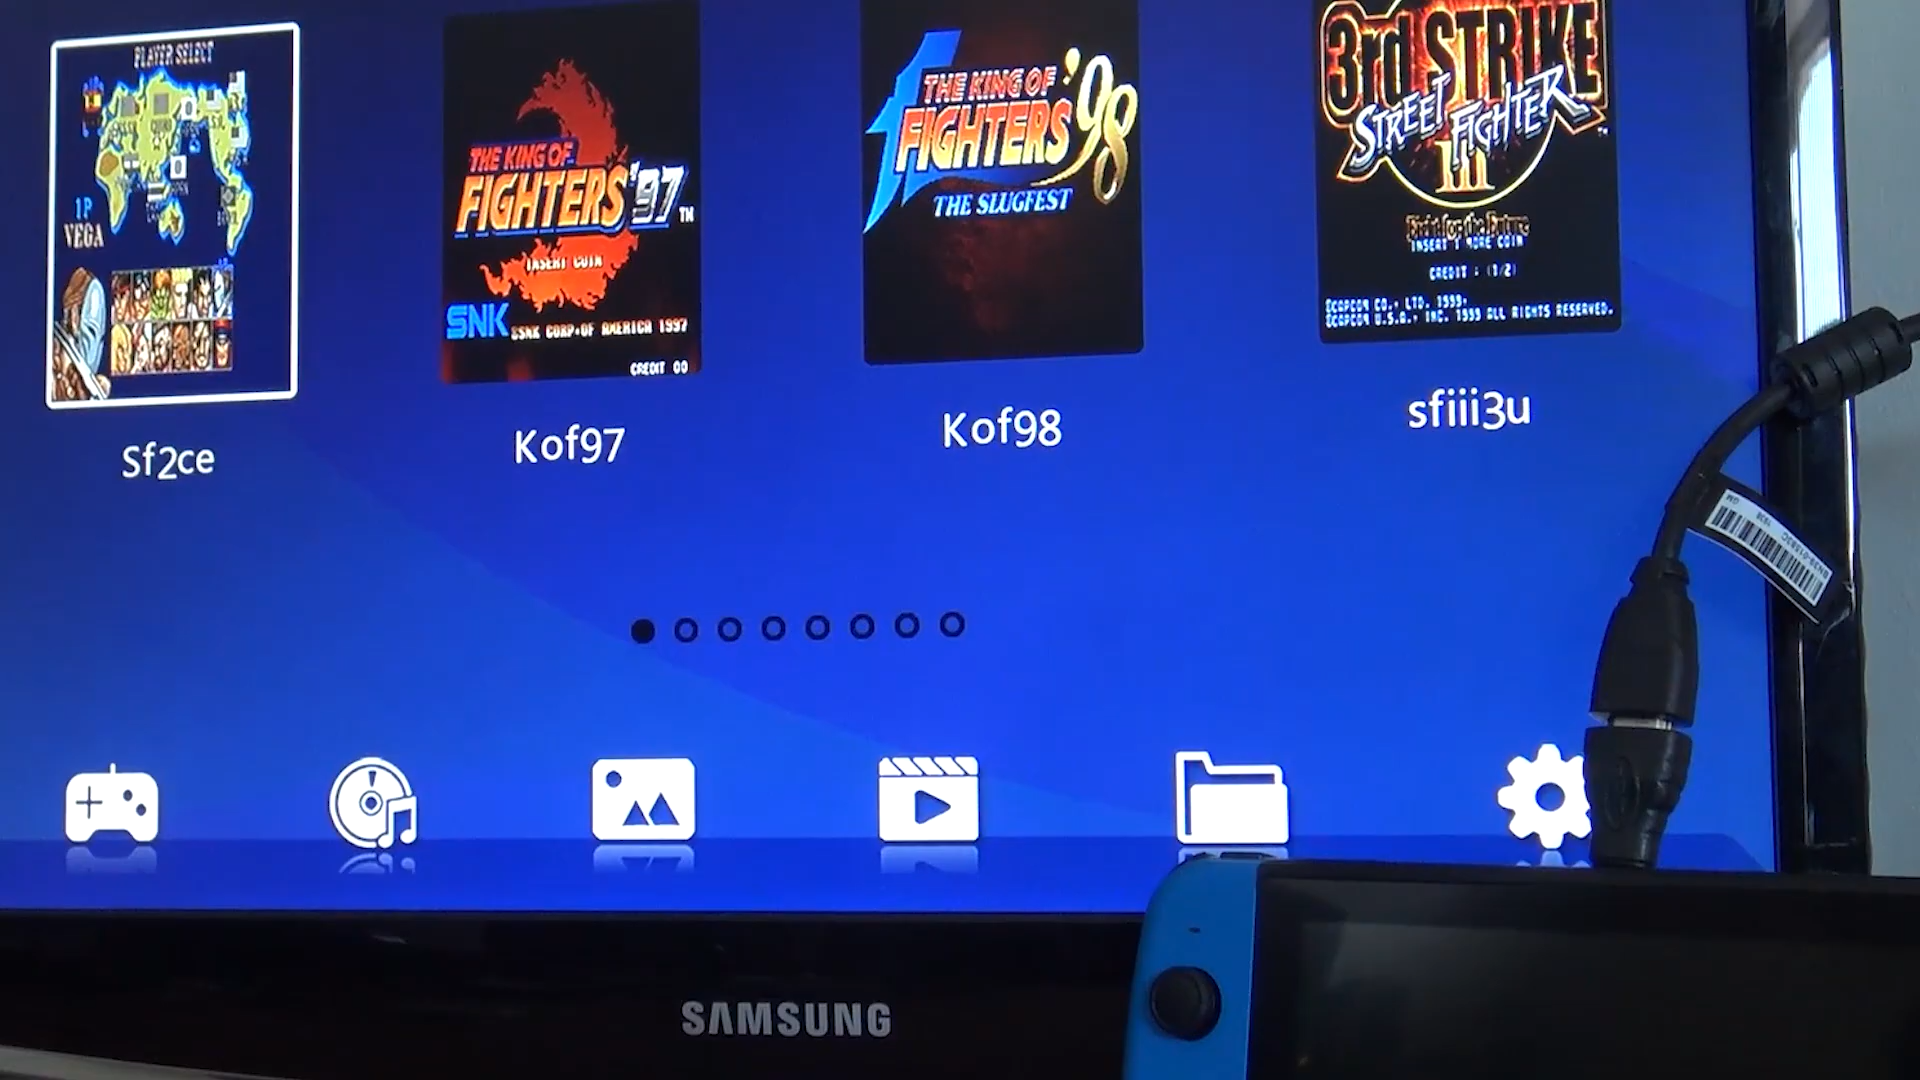 PLAYER SELECT
1P
VEGA
Sf2ce
THE KING OF
FIGHTERS'97
TM
INSERT COIN
SNK ©SNK CORP.OF AMERICA 1997
CREDIT 00
Kof97
THE KING OF
FIGHTERS '98
THE SLUGFEST
Kof98
3rd STRIKE
STREET FIGHTER
III
TM
Fight for the Future
INSERT 1 MORE COIN
CREDIT : (1/2)
©CAPCOM CO., LTD. 1999.
©CAPCOM U.S.A., INC. 1999 ALL RIGHTS RESERVED.
sfiii3u
SAMSUNG